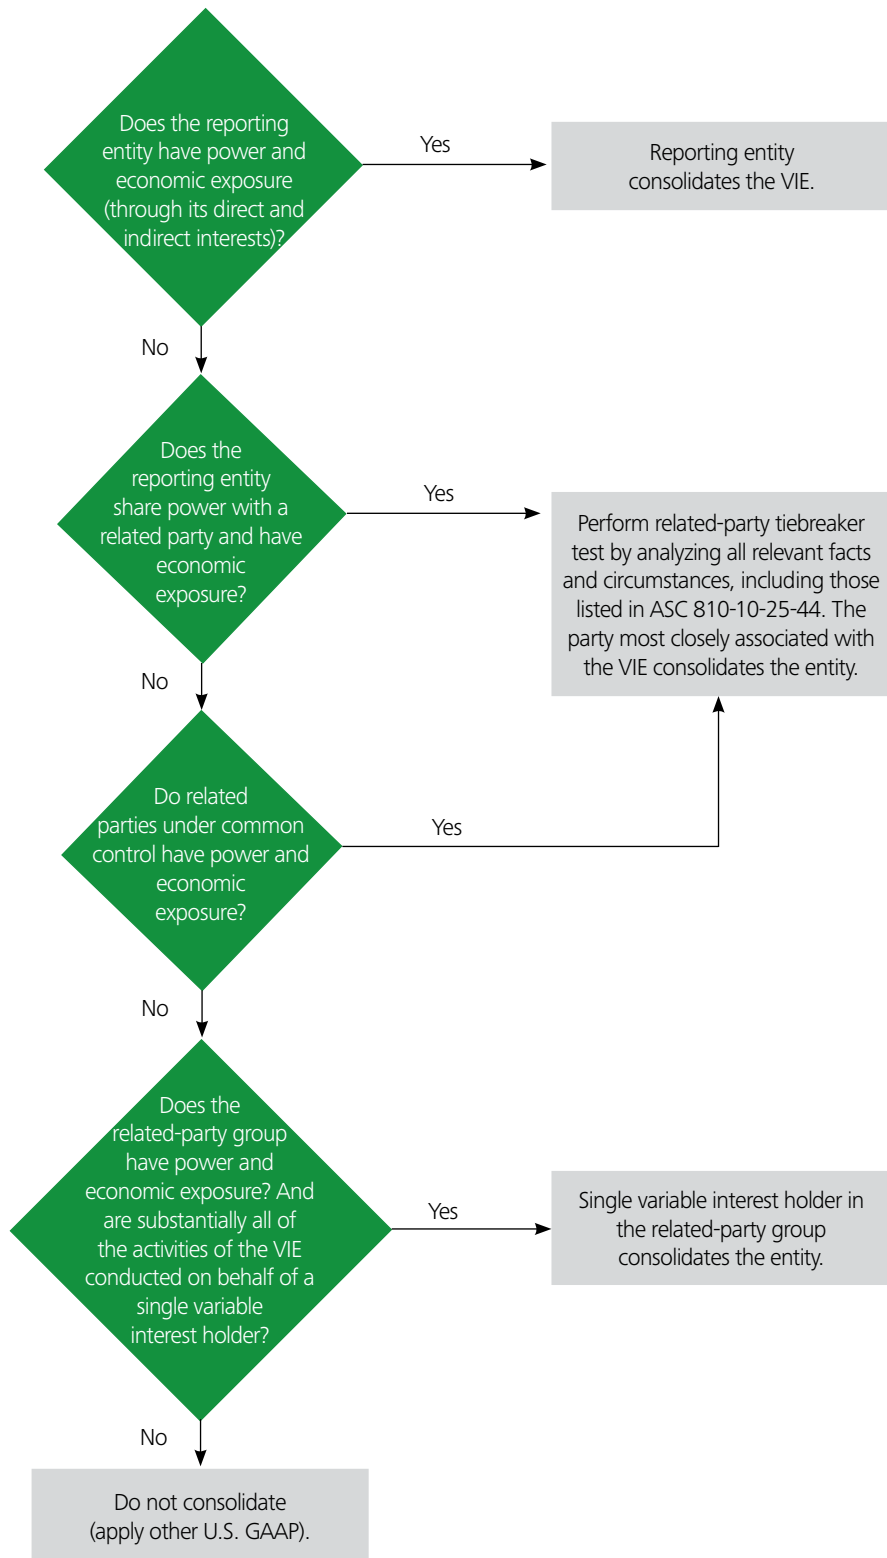 Does the reporting
entity have power and
economic exposure
(through its direct and
indirect interests)?
Yes
Reporting entity
consolidates the VIE.
No
Does the
reporting entity
share power with a
related party and have
economic
exposure?
Yes
Perform related-party tiebreaker
test by analyzing all relevant facts
and circumstances, including those
listed in ASC 810-10-25-44. The
party most closely associated with
the VIE consolidates the entity.
No
Do related
parties under common
control have power and
economic
exposure?
Yes
No
Does the
related-party group
have power and
economic exposure? And
are substantially all of
the activities of the VIE
conducted on behalf of a
single variable
interest holder?
Yes
Single variable interest holder in
the related-party group
consolidates the entity.
No
Do not consolidate
(apply other U.S. GAAP).